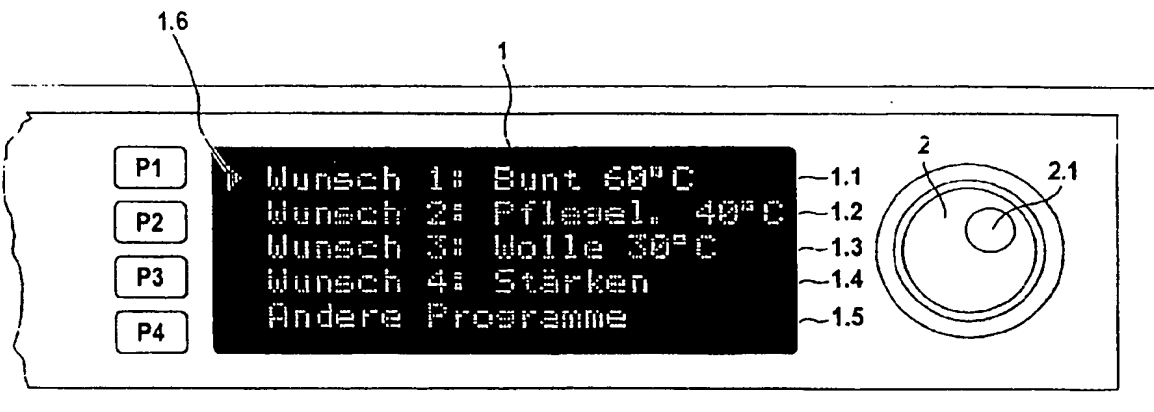 1.6
1
P1
P2
P3
P4
Wunsch 1: Bunt 60°C
Wunsch 2: Pflegel. 40°C
Wunsch 3: Wolle 30°C
Wunsch 4: Stärken
Andere Programme
1.1
1.2
1.3
1.4
1.5
2
2.1